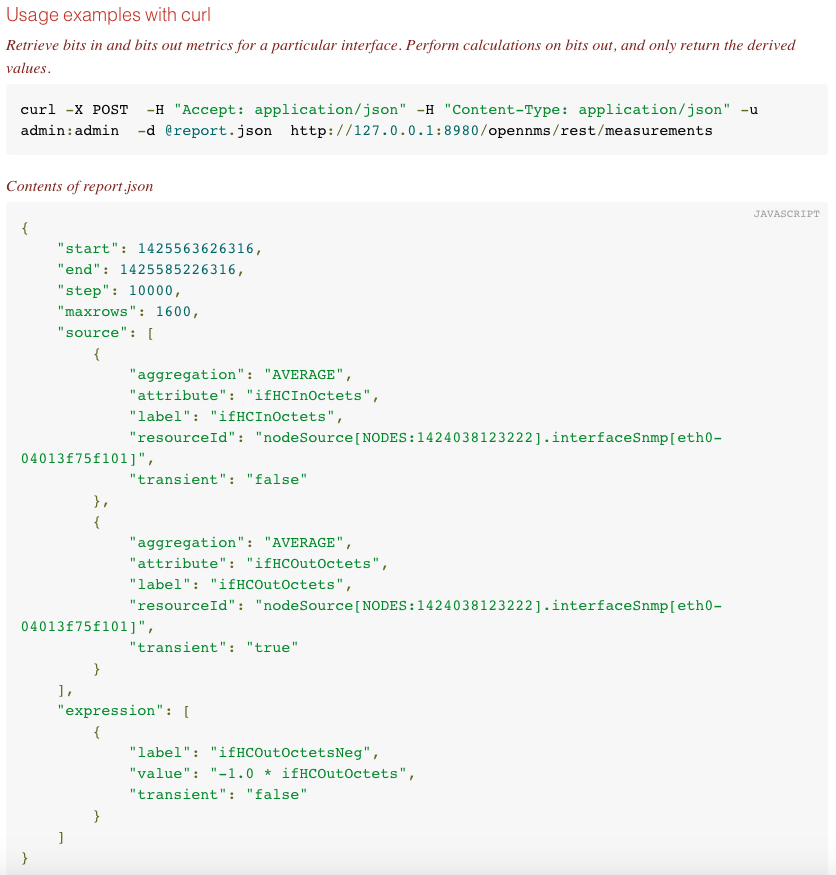 Usage examples with curl
Retrieve bits in and bits out metrics for a particular interface. Perform calculations on bits out, and only return the derived
values.
curl -X POST  -H "Accept: application/json" -H "Content-Type: application/json" -u
admin:admin  -d @report.json  http://127.0.0.1:8980/opennms/rest/measurements
Contents of report.json
JAVASCRIPT
{
    "start": 1425563626316,
    "end": 1425585226316,
    "step": 10000,
    "maxrows": 1600,
    "source": [
        {
            "aggregation": "AVERAGE",
            "attribute": "ifHCInOctets",
            "label": "ifHCInOctets",
            "resourceId": "nodeSource[NODES:1424038123222].interfaceSnmp[eth0-
04013f75f101]",
            "transient": "false"
        },
        {
            "aggregation": "AVERAGE",
            "attribute": "ifHCOutOctets",
            "label": "ifHCOutOctets",
            "resourceId": "nodeSource[NODES:1424038123222].interfaceSnmp[eth0-
04013f75f101]",
            "transient": "true"
        }
    ],
    "expression": [
        {
            "label": "ifHCOutOctetsNeg",
            "value": "-1.0 * ifHCOutOctets",
            "transient": "false"
        }
    ]
}